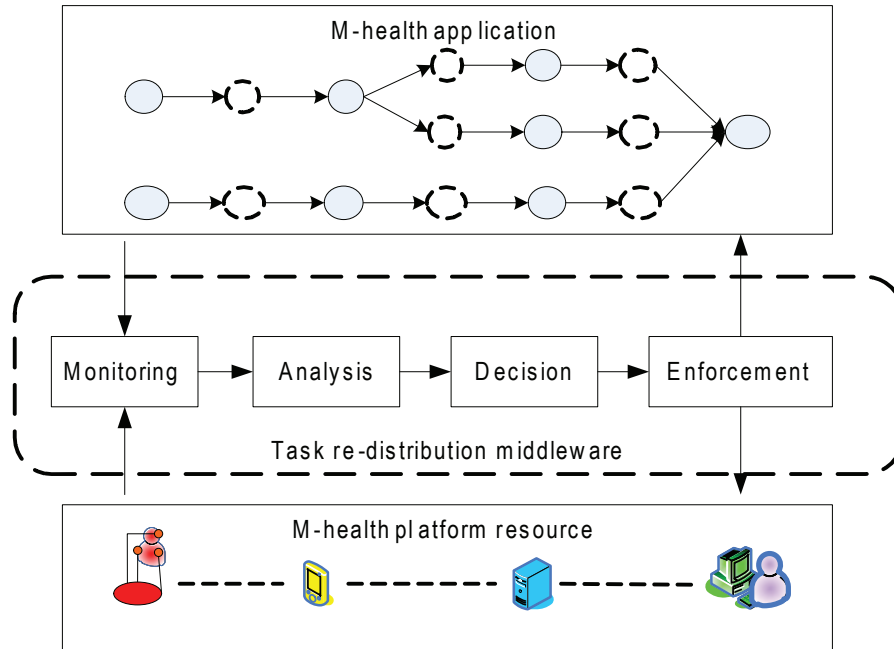 M-health application
Monitoring
Analysis
Decision
Enforcement
Task re-distribution middleware
M-health platform resource